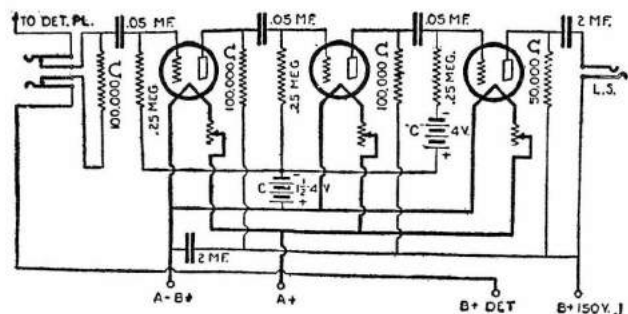 TO DET. PL.
.05 MF.
.05 MF.
.05 MF.
2 MF.
100,000 Ω
.25 MEG.
100,000 Ω
.25 MEG.
100,000 Ω
.25 MEG.
50,000 Ω
L.S.
"C"
4V.
C
1½-4 V
2 MF.
A-B+
A+
B+ DET
B+150V.